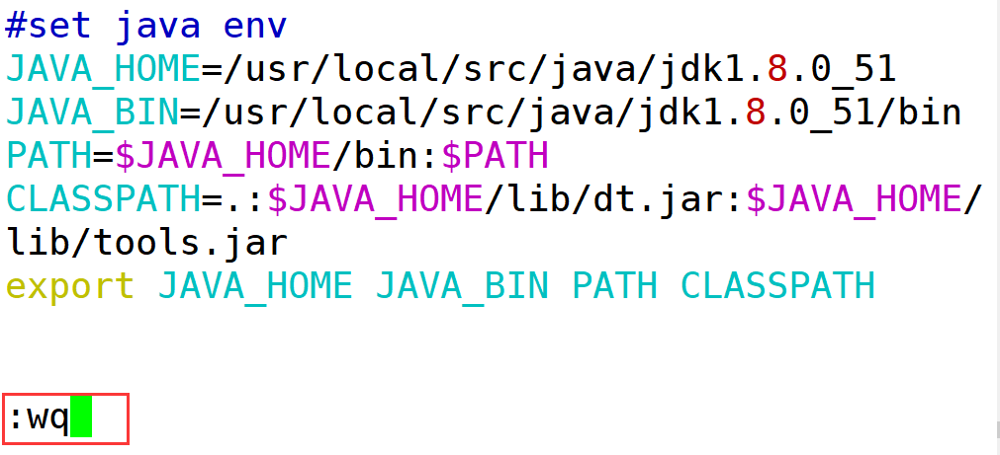 #set java env
JAVA_HOME=/usr/local/src/java/jdk1.8.0_51
JAVA_BIN=/usr/local/src/java/jdk1.8.0_51/bin
PATH=$JAVA_HOME/bin:$PATH
CLASSPATH=.:$JAVA_HOME/lib/dt.jar:$JAVA_HOME/
lib/tools.jar
export JAVA_HOME JAVA_BIN PATH CLASSPATH
:wq